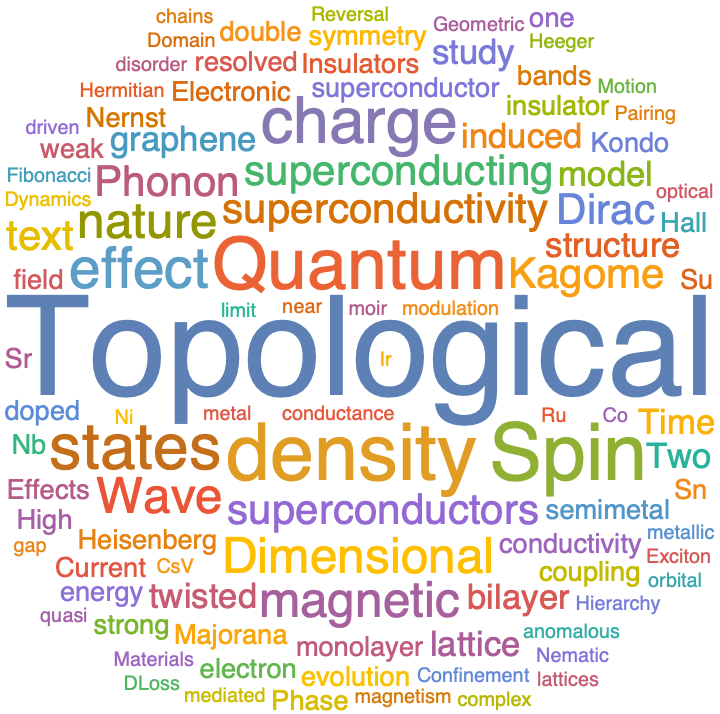 chains Reversal Geometric one
Domain double symmetry study Heeger
disorder resolved Insulators bands
Hermitian Electronic superconductor insulator Motion
driven Nernst charge induced Pairing
weak graphene Kondo
Fibonacci Phonon superconducting model optical
Dynamics nature superconductivity Dirac Hall
text effect Quantum structure
field Kagome Su
limit near moir modulation
Topological
Sr Ir
doped Ni metal conductance Ru Co Time
Nb states density Spin Two
Effects Wave superconductors semimetal Sn
High Heisenberg Dimensional conductivity metallic
gap Current CsV coupling Exciton
energy twisted magnetic bilayer Hierarchy orbital
quasi strong Majorana monolayer lattice anomalous
Materials electron evolution Confinement Nematic
DLoss mediated Phase magnetism complex lattices